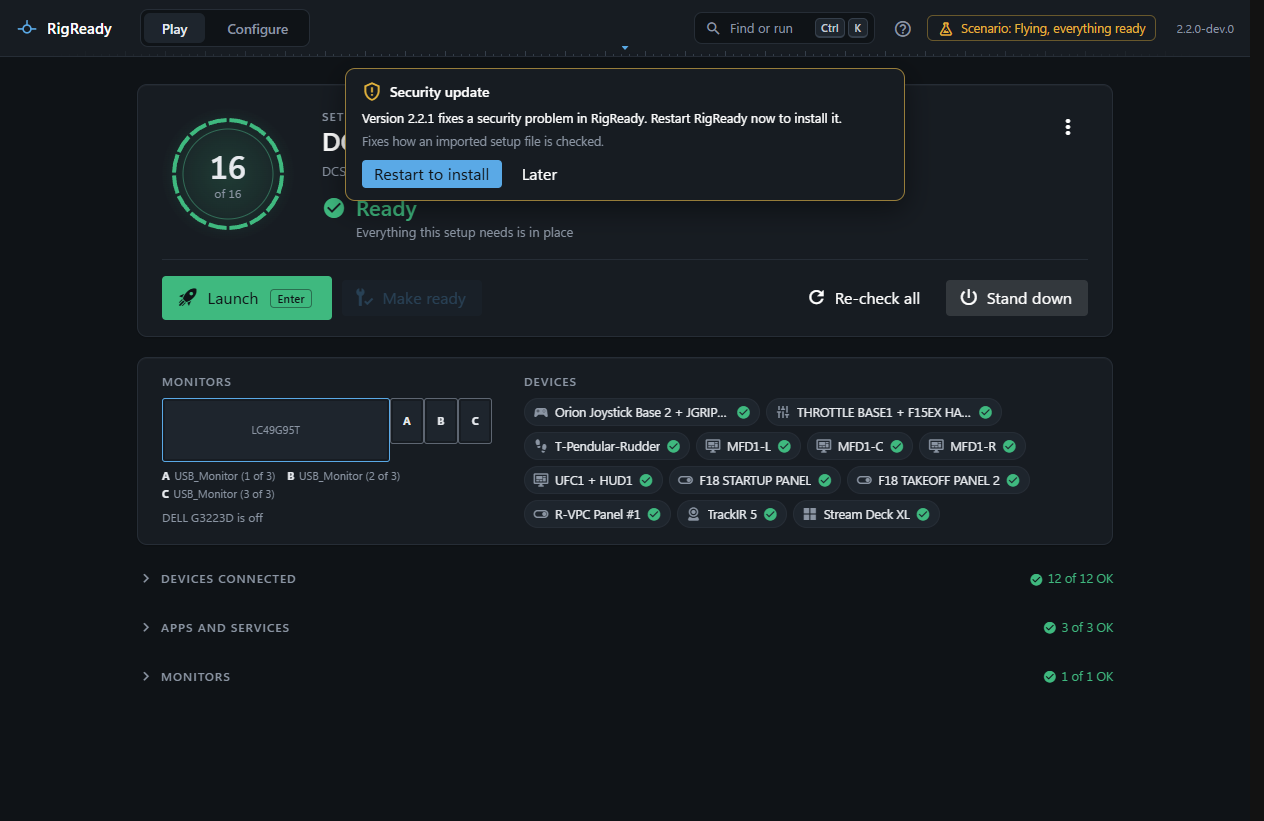 RigReady
Play
Configure
Find or run
Ctrl
K
Scenario: Flying, everything ready
2.2.0-dev.0
Security update
Version 2.2.1 fixes a security problem in RigReady. Restart RigReady now to install it.
Fixes how an imported setup file is checked.
Restart to install
Later
16
of 16
SET
DCS
Ready
Everything this setup needs is in place
Launch
Enter
Make ready
Re-check all
Stand down
MONITORS
LC49G95T
A
B
C
A USB_Monitor (1 of 3) B USB_Monitor (2 of 3)
C USB_Monitor (3 of 3)
DELL G3223D is off
DEVICES
Orion Joystick Base 2 + JGRIP...
THROTTLE BASE1 + F15EX HA...
T-Pendular-Rudder
MFD1-L
MFD1-C
MFD1-R
UFC1 + HUD1
F18 STARTUP PANEL
F18 TAKEOFF PANEL 2
R-VPC Panel #1
TrackIR 5
Stream Deck XL
DEVICES CONNECTED
12 of 12 OK
APPS AND SERVICES
3 of 3 OK
MONITORS
1 of 1 OK